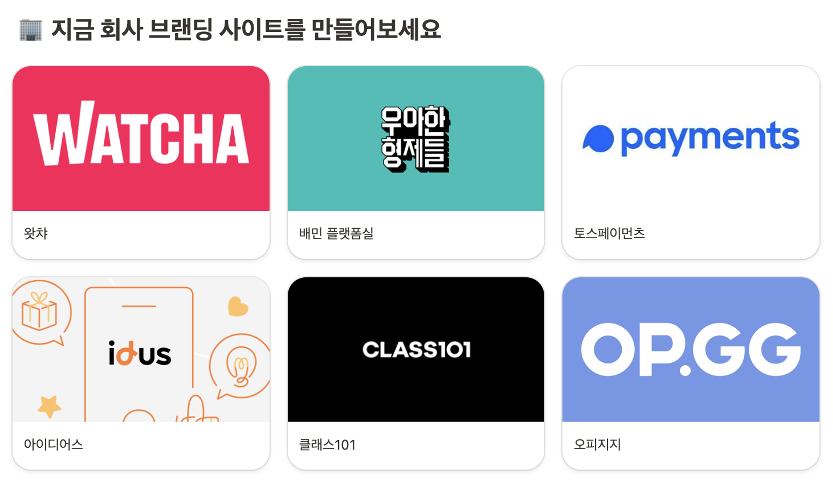 지금 회사 브랜딩 사이트를 만들어보세요
WATCHA
우아한
형제들
payments
왓챠
배민 플랫폼실
토스페이먼츠
idus
CLASS101
OP.GG
아이디어스
클래스101
오피지지